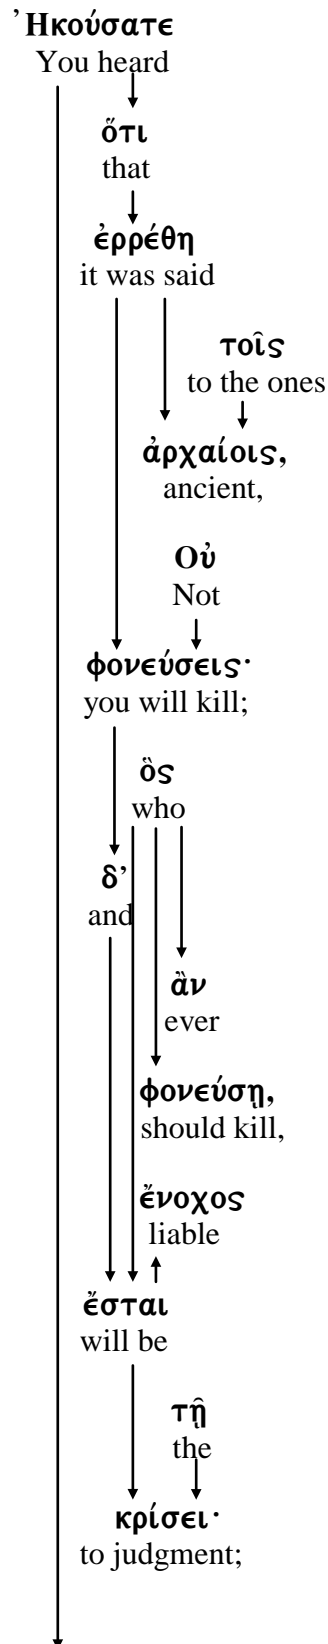 Ἠκούσατε
You heard
ὅτι
that
ἐρρέθη
it was said
τοῖς
to the ones
ἀρχαίοις,
ancient,
Οὐ
Not
φονεύσεις·
you will kill;
ὃς
who
δ’
and
ἂν
ever
φονεύσῃ,
should kill,
ἔνοχος
liable
ἔσται
will be
τῇ
the
κρίσει·
to judgment;